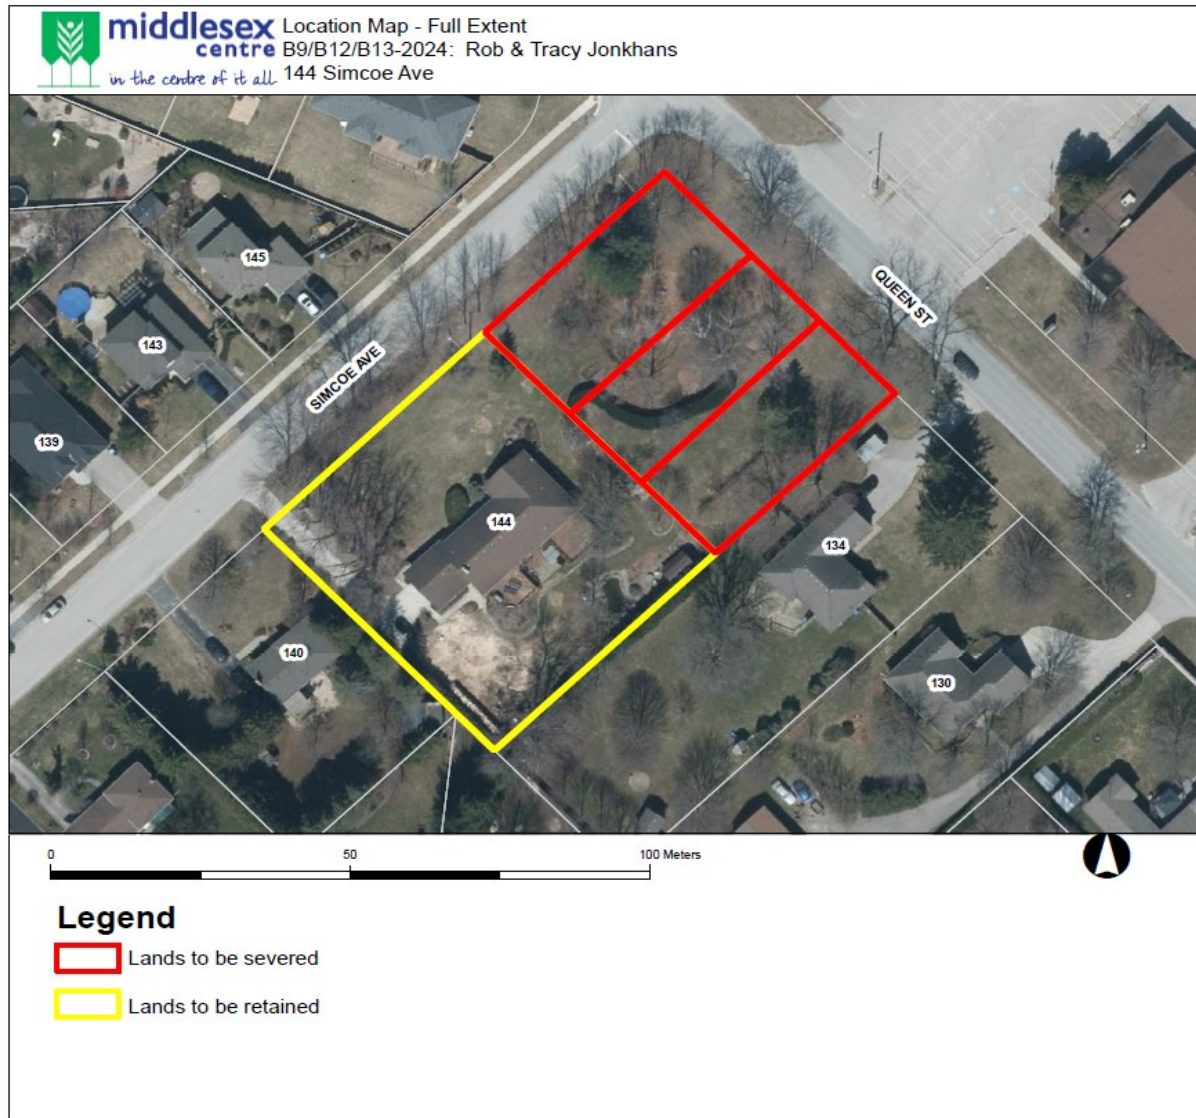 middlesex
centre
in the centre of it all
Location Map - Full Extent
B9/B12/B13-2024: Rob & Tracy Jonkhans
144 Simcoe Ave
145
QUEEN ST
143
SIMCOE AVE
139
144
134
140
130
0 50 100 Meters
Legend
Lands to be severed
Lands to be retained